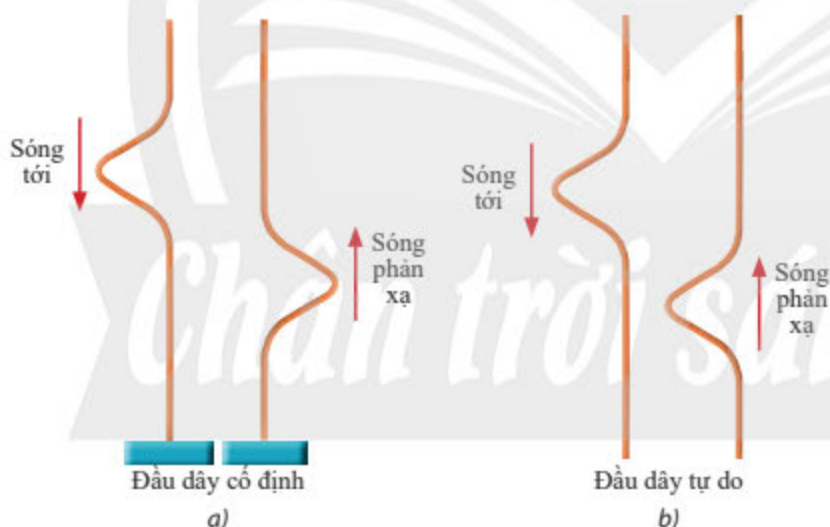 Sóng
tới
Sóng
phản
xạ
Đầu dây cố định
a)
Sóng
tới
Sóng
phản
xạ
Đầu dây tự do
b)
Chân trời sá